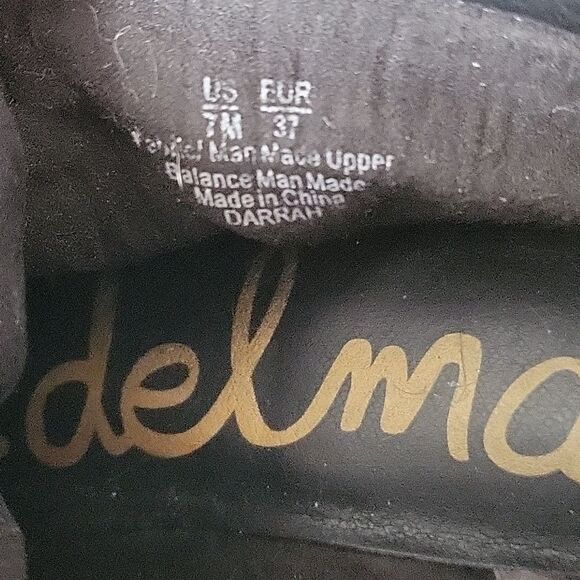 US EUR
7M 37
Man Made Upper
Balance Man Made
Made in China
DARRAH
delma